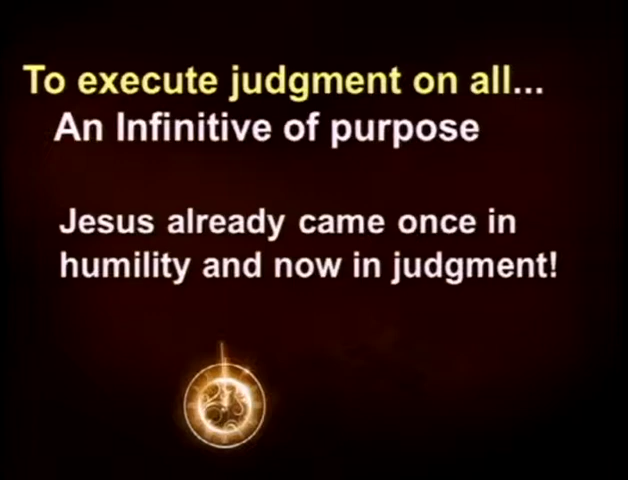 To execute judgment on all...
An Infinitive of purpose
Jesus already came once in
humility and now in judgment!